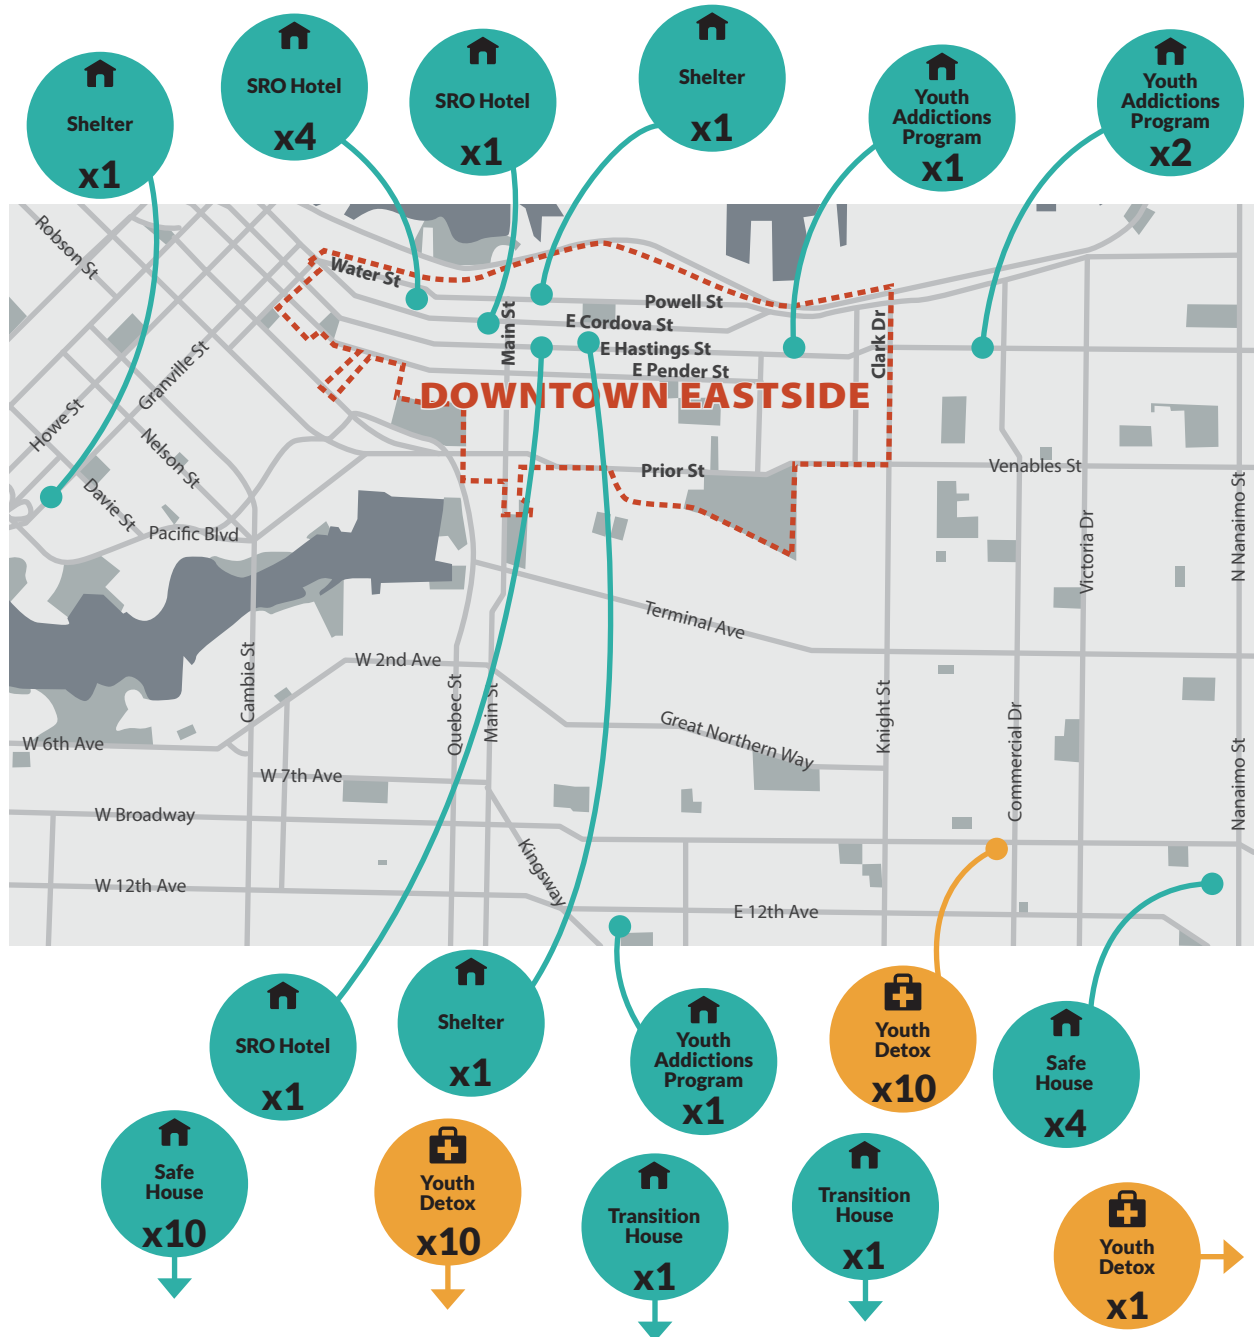 Shelter
x1
SRO Hotel
x4
SRO Hotel
x1
Shelter
x1
Youth
Addictions
Program
x1
Youth
Addictions
Program
x2
Robson St
Water St
Powell St
E Cordova St
Main St
E Hastings St
E Pender St
Clark Dr
DOWNTOWN EASTSIDE
Granville St
Howe St
Nelson St
Davie St
Pacific Blvd
Prior St
Venables St
N Nanaimo St
Victoria Dr
Terminal Ave
Cambie St
W 2nd Ave
Quebec St
Main St
Great Northern Way
Knight St
Commercial Dr
Nanaimo St
W 6th Ave
W 7th Ave
W Broadway
Kingsway
W 12th Ave
E 12th Ave
SRO Hotel
x1
Shelter
x1
Youth
Addictions
Program
x1
Youth
Detox
x10
Safe
House
x4
Safe
House
x10
Youth
Detox
x10
Transition
House
x1
Transition
House
x1
Youth
Detox
x1